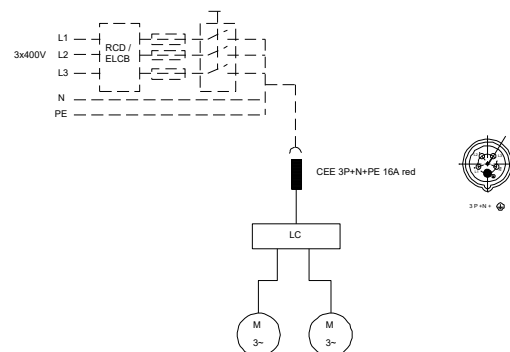 L1
3x400V L2
L3
RCD /
ELCB
N
PE
CEE 3P+N+PE 16A red
3 P +N +
LC
M
3~
M
3~